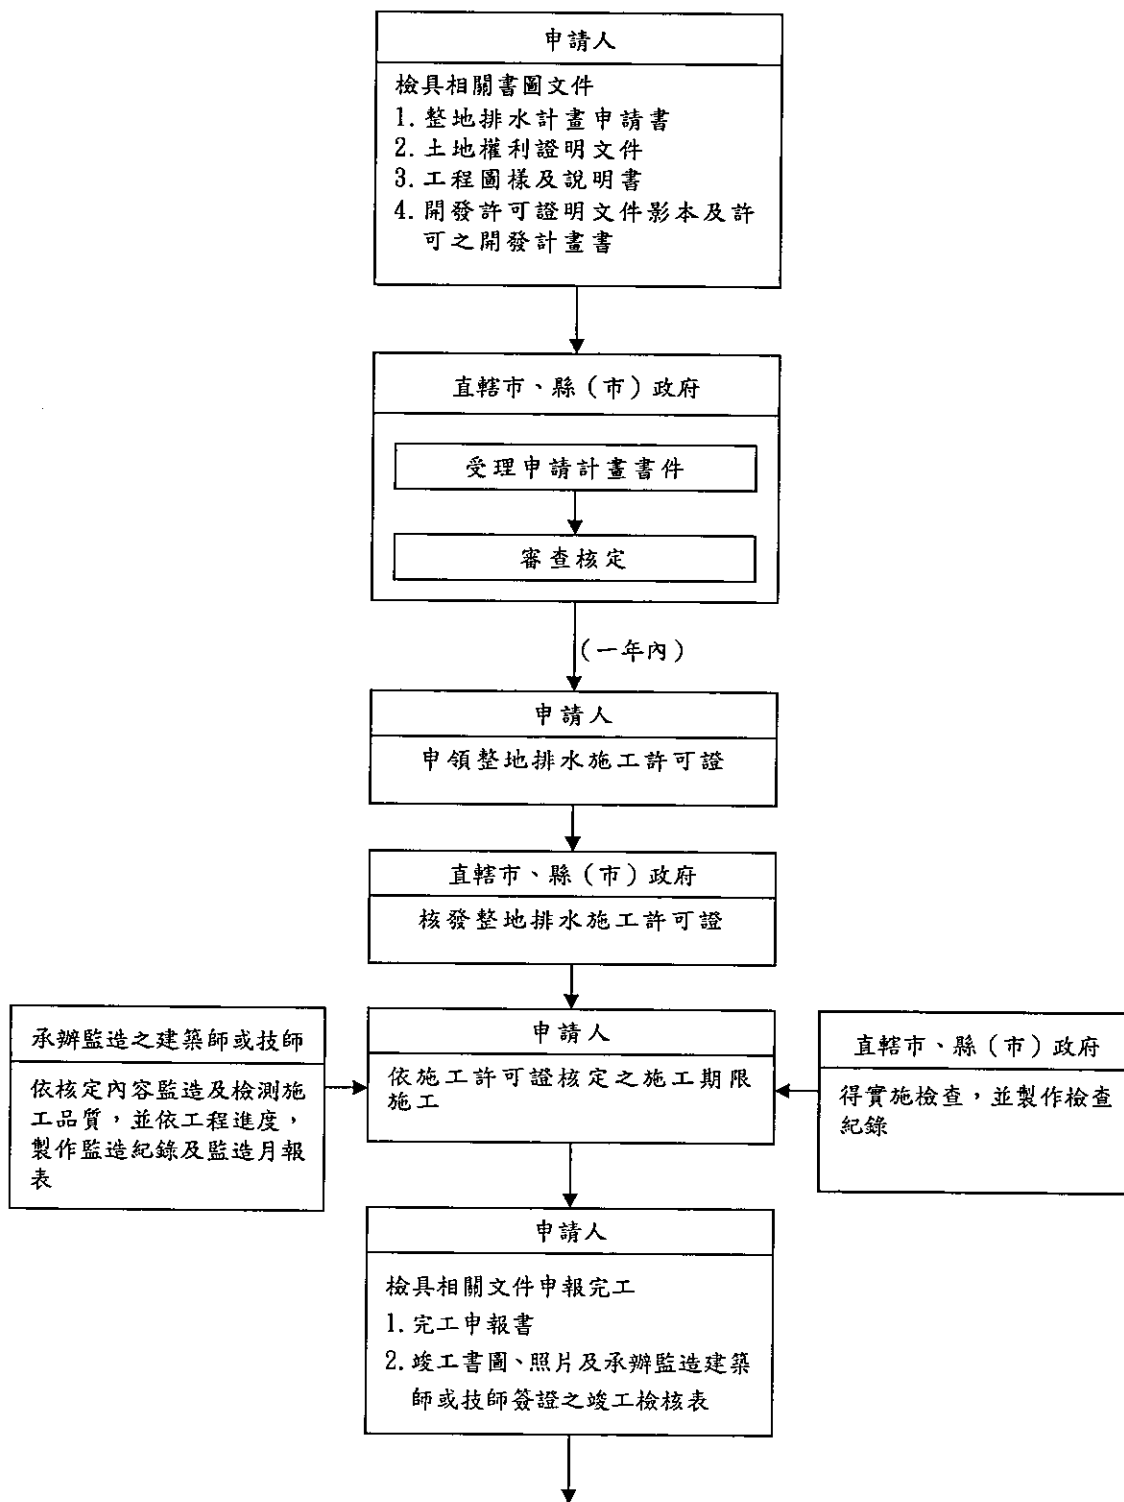 申請人
檢具相關書圖文件
1.整地排水計畫申請書
2.土地權利證明文件
3.工程圖樣及說明書
4.開發許可證明文件影本及許
可之開發計畫書
直轄市、縣（市）政府
受理申請計畫書件
審查核定
（一年內）
申請人
申領整地排水施工許可證
直轄市、縣（市）政府
核發整地排水施工許可證
承辦監造之建築師或技師
依核定內容監造及檢測施
工品質，並依工程進度，
製作監造紀錄及監造月報
表
申請人
依施工許可證核定之施工期限
施工
直轄市、縣（市）政府
得實施檢查，並製作檢查
紀錄
申請人
檢具相關文件申報完工
1.完工申報書
2.竣工書圖、照片及承辦監造建築
師或技師簽證之竣工檢核表